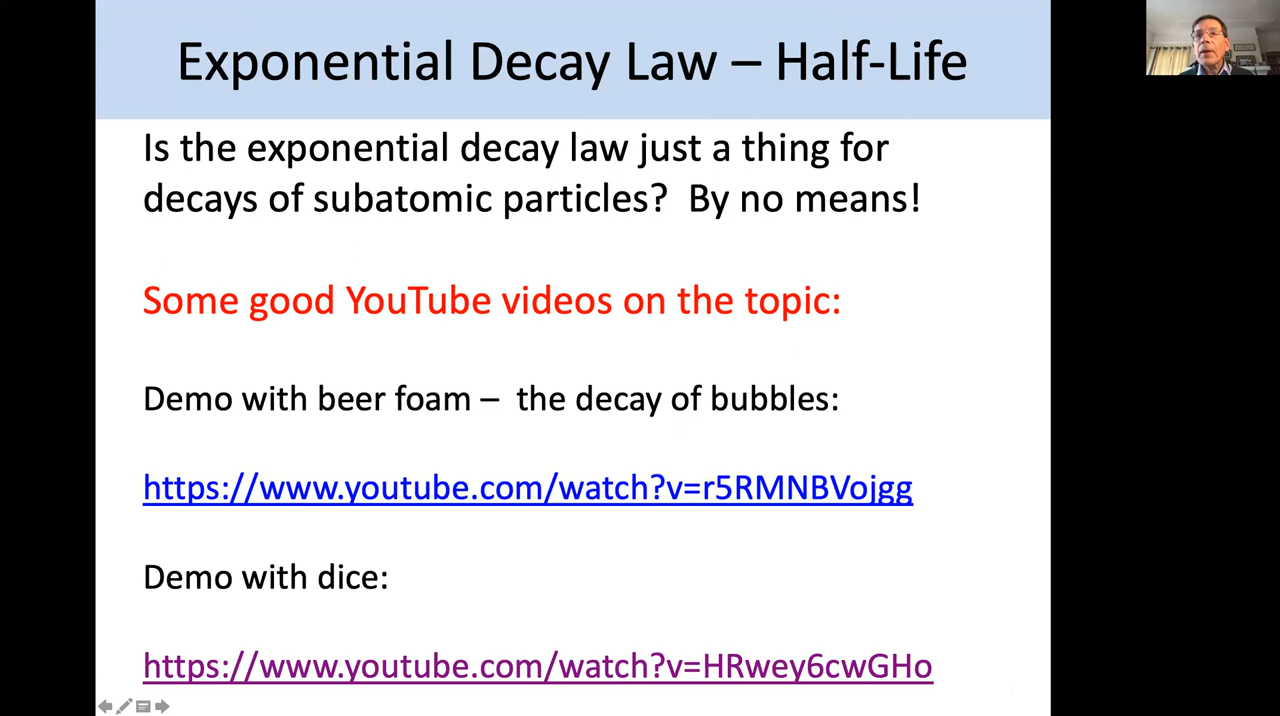 Exponential Decay Law – Half-Life
Is the exponential decay law just a thing for
decays of subatomic particles?  By no means!
Some good YouTube videos on the topic:
Demo with beer foam –  the decay of bubbles:
https://www.youtube.com/watch?v=r5RMNBVojgg
Demo with dice:
https://www.youtube.com/watch?v=HRwey6cwGHo